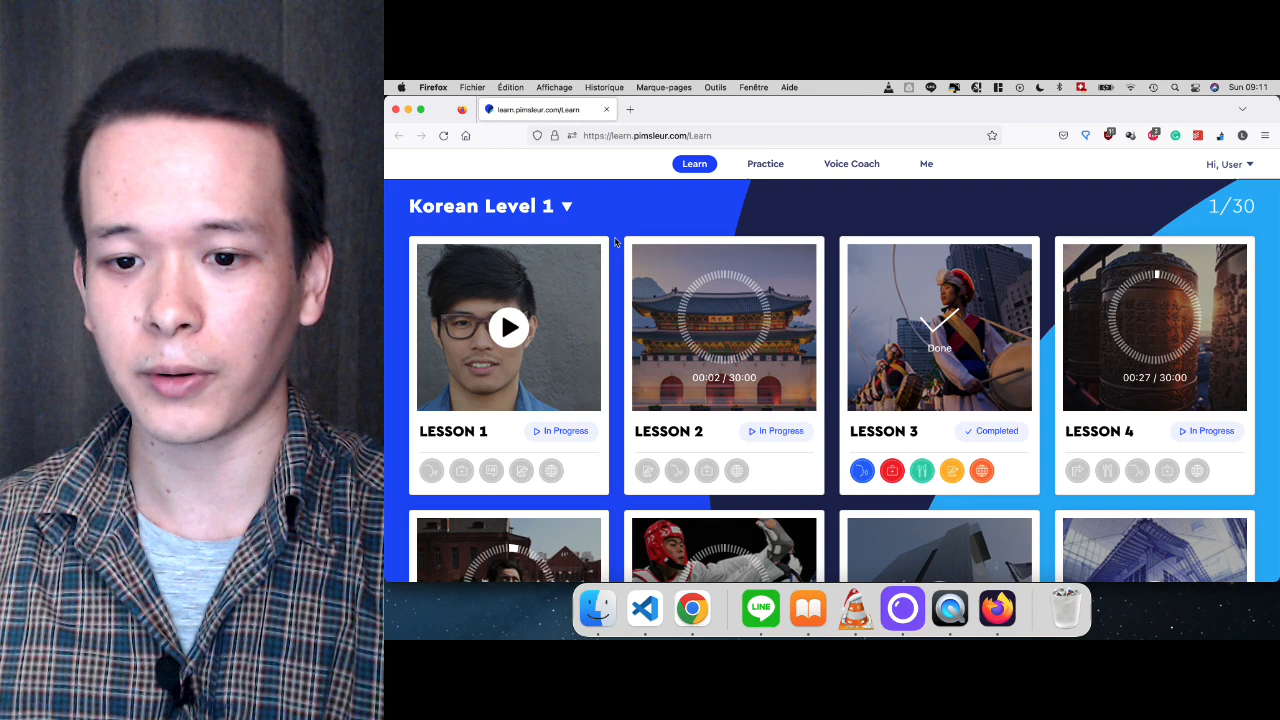 Firefox Fichier Édition Affichage Historique Marque-pages Outils Fenêtre Aide Sun 09:11
learn.pimsleur.com/Learn
https://learn.pimsleur.com/Learn
Learn Practice Voice Coach Me Hi, User
Korean Level 1 1/30
00:02 / 30:00
Done
00:27 / 30:00
LESSON 1 In Progress
LESSON 2 In Progress
LESSON 3 Completed
LESSON 4 In Progress
LINE